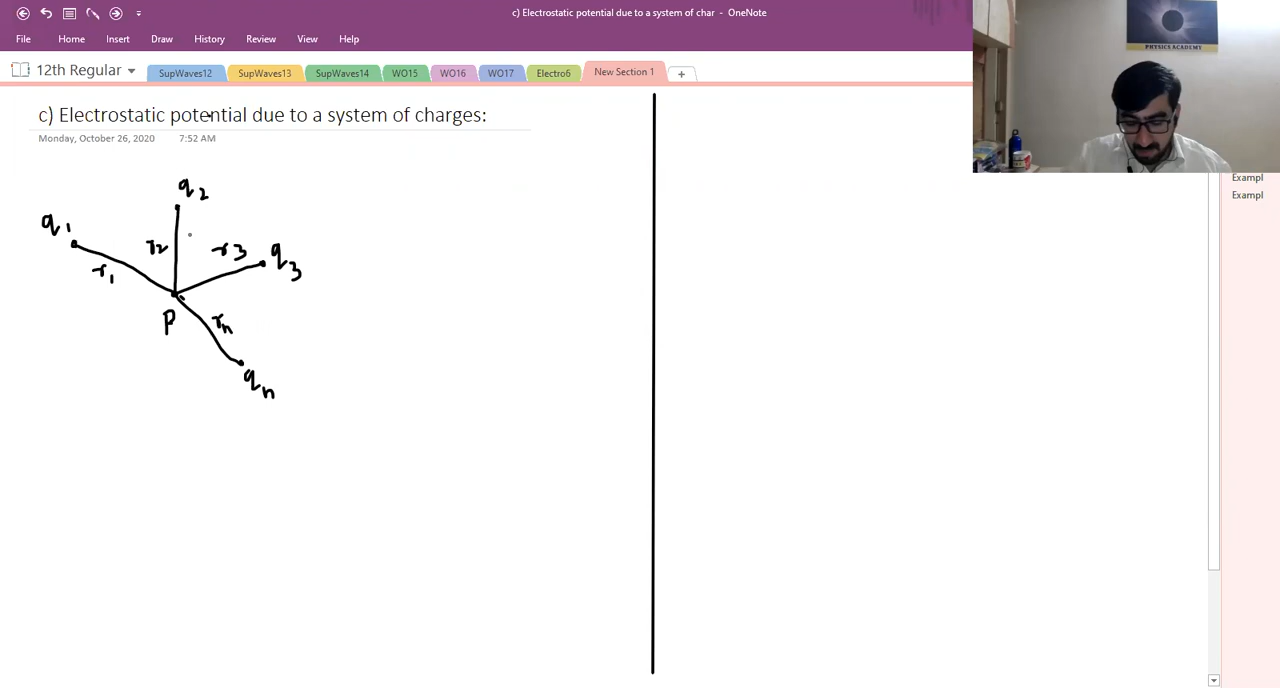 c) Electrostatic potential due to a system of char - OneNote
File Home Insert Draw History Review View Help
12th Regular SupWaves12 SupWaves13 SupWaves14 WO15 WO16 WO17 Electro6 New Section 1 +
PHYSICS ACADEMY
c) Electrostatic potential due to a system of charges:
Monday, October 26, 2020 7:52 AM
Exampl
Exampl
q2
q1
r2 r3 q3
r1
P rn
qn